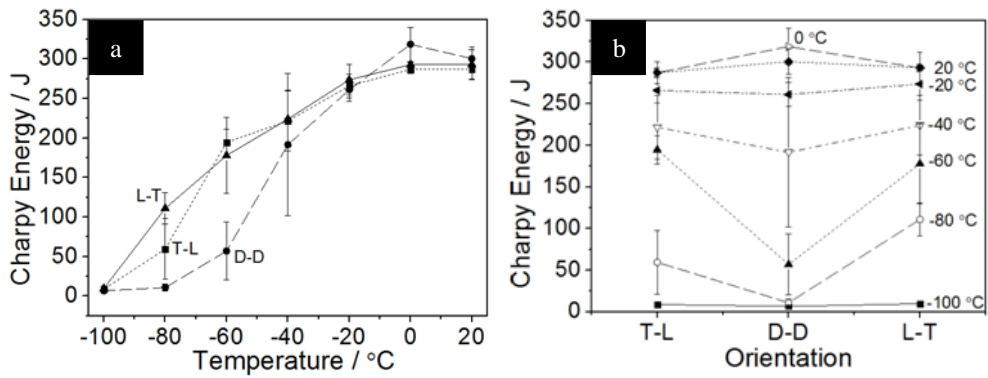 a
Charpy Energy / J
350
300
250
200
150
100
50
0
L-T
T-L
D-D
-100 -80 -60 -40 -20 0 20
Temperature / °C
b
Charpy Energy / J
350
300
250
200
150
100
50
0
0 °C
20 °C
-20 °C
-40 °C
-60 °C
-80 °C
-100 °C
T-L D-D L-T
Orientation